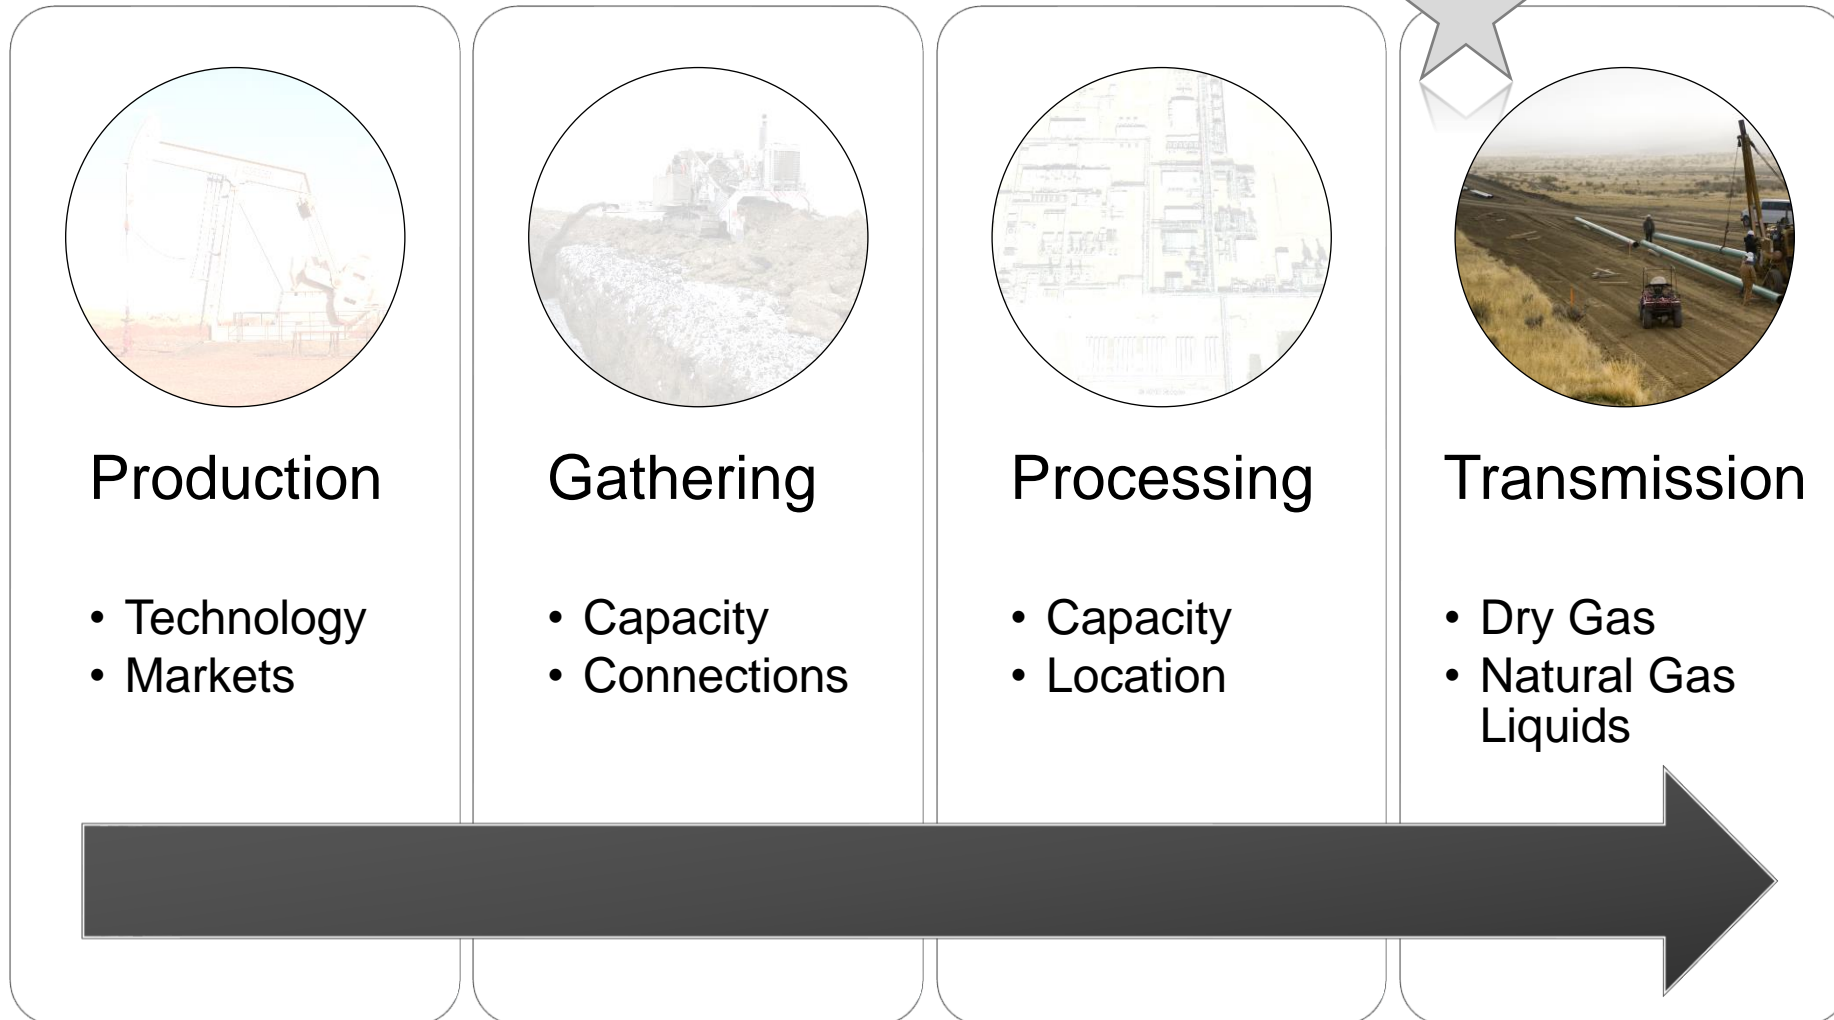 Production
• Technology
• Markets
Gathering
• Capacity
• Connections
Processing
• Capacity
• Location
Transmission
• Dry Gas
• Natural Gas
Liquids